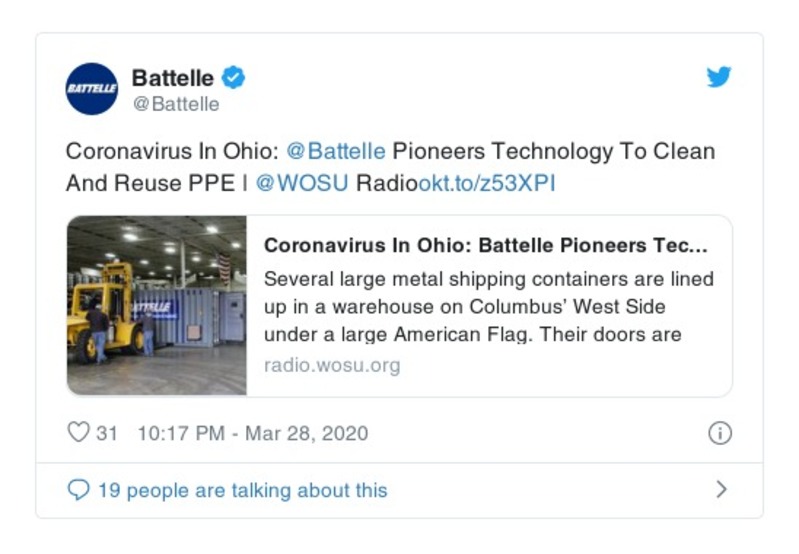 BATTELLE
Battelle
@Battelle
Coronavirus In Ohio: @Battelle Pioneers Technology To Clean
And Reuse PPE | @WOSU Radiookt.to/z53XPI
BATTELLE
Coronavirus In Ohio: Battelle Pioneers Tec...
Several large metal shipping containers are lined
up in a warehouse on Columbus’ West Side
under a large American Flag. Their doors are
radio.wosu.org
31 10:17 PM - Mar 28, 2020
19 people are talking about this